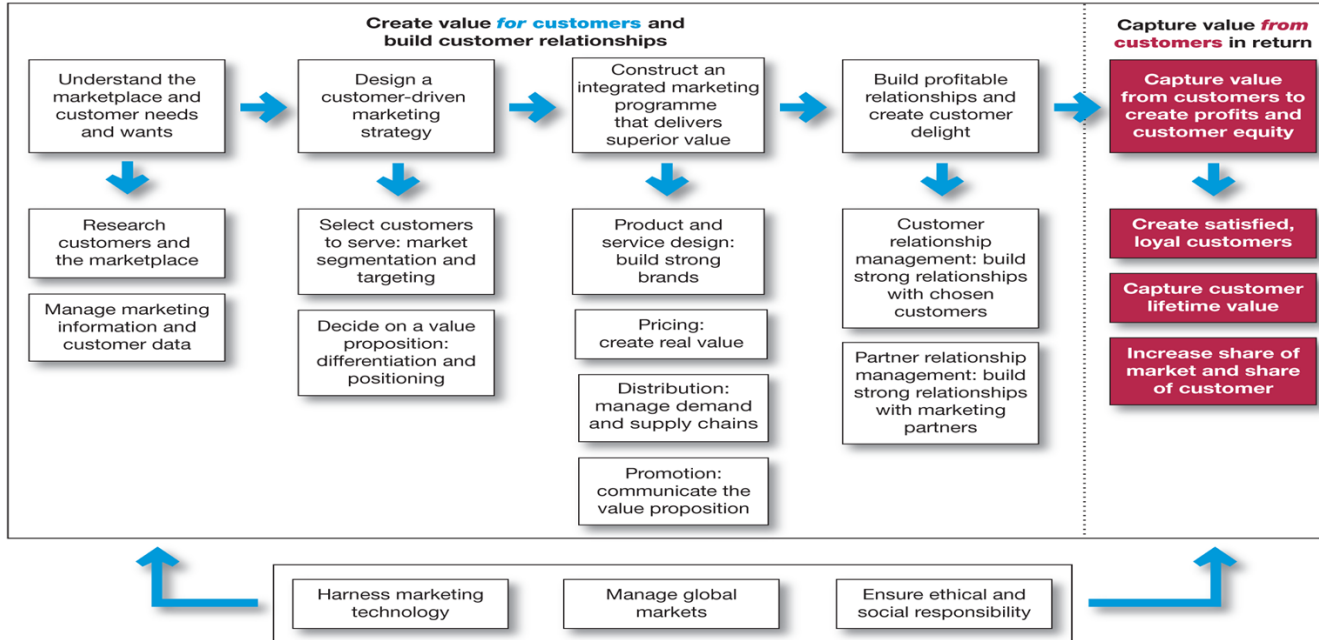 Create value for customers and
build customer relationships
Capture value from
customers in return
Understand the
marketplace and
customer needs
and wants
Design a
customer-driven
marketing
strategy
Construct an
integrated marketing
programme
that delivers
superior value
Build profitable
relationships and
create customer
delight
Capture value
from customers to
create profits and
customer equity
Research
customers and
the marketplace
Manage marketing
information and
customer data
Select customers
to serve: market
segmentation and
targeting
Decide on a value
proposition:
differentiation and
positioning
Product and
service design:
build strong
brands
Pricing:
create real value
Distribution:
manage demand
and supply chains
Promotion:
communicate the
value proposition
Customer
relationship
management: build
strong relationships
with chosen
customers
Partner relationship
management: build
strong relationships
with marketing
partners
Create satisfied,
loyal customers
Capture customer
lifetime value
Increase share of
market and share
of customer
Harness marketing
technology
Manage global
markets
Ensure ethical and
social responsibility